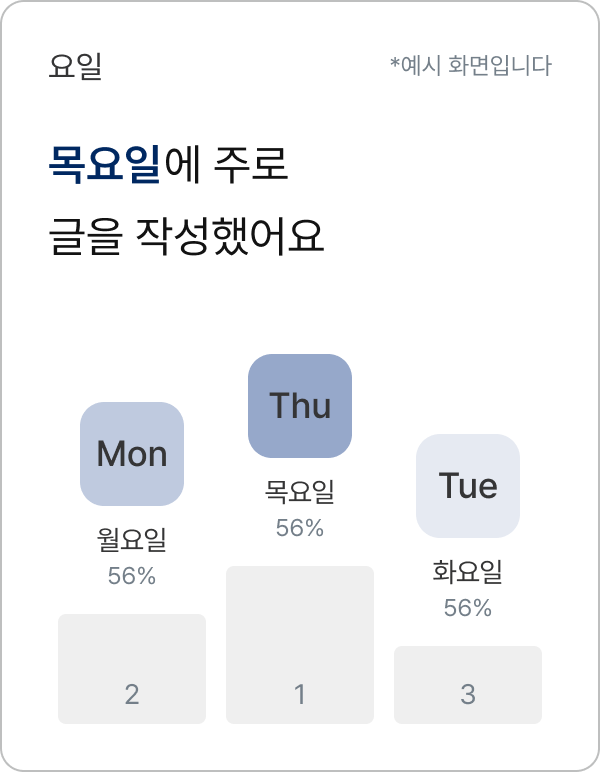 요일
*예시 화면입니다
목요일에 주로
글을 작성했어요
Mon
월요일
56%
2
Thu
목요일
56%
1
Tue
화요일
56%
3